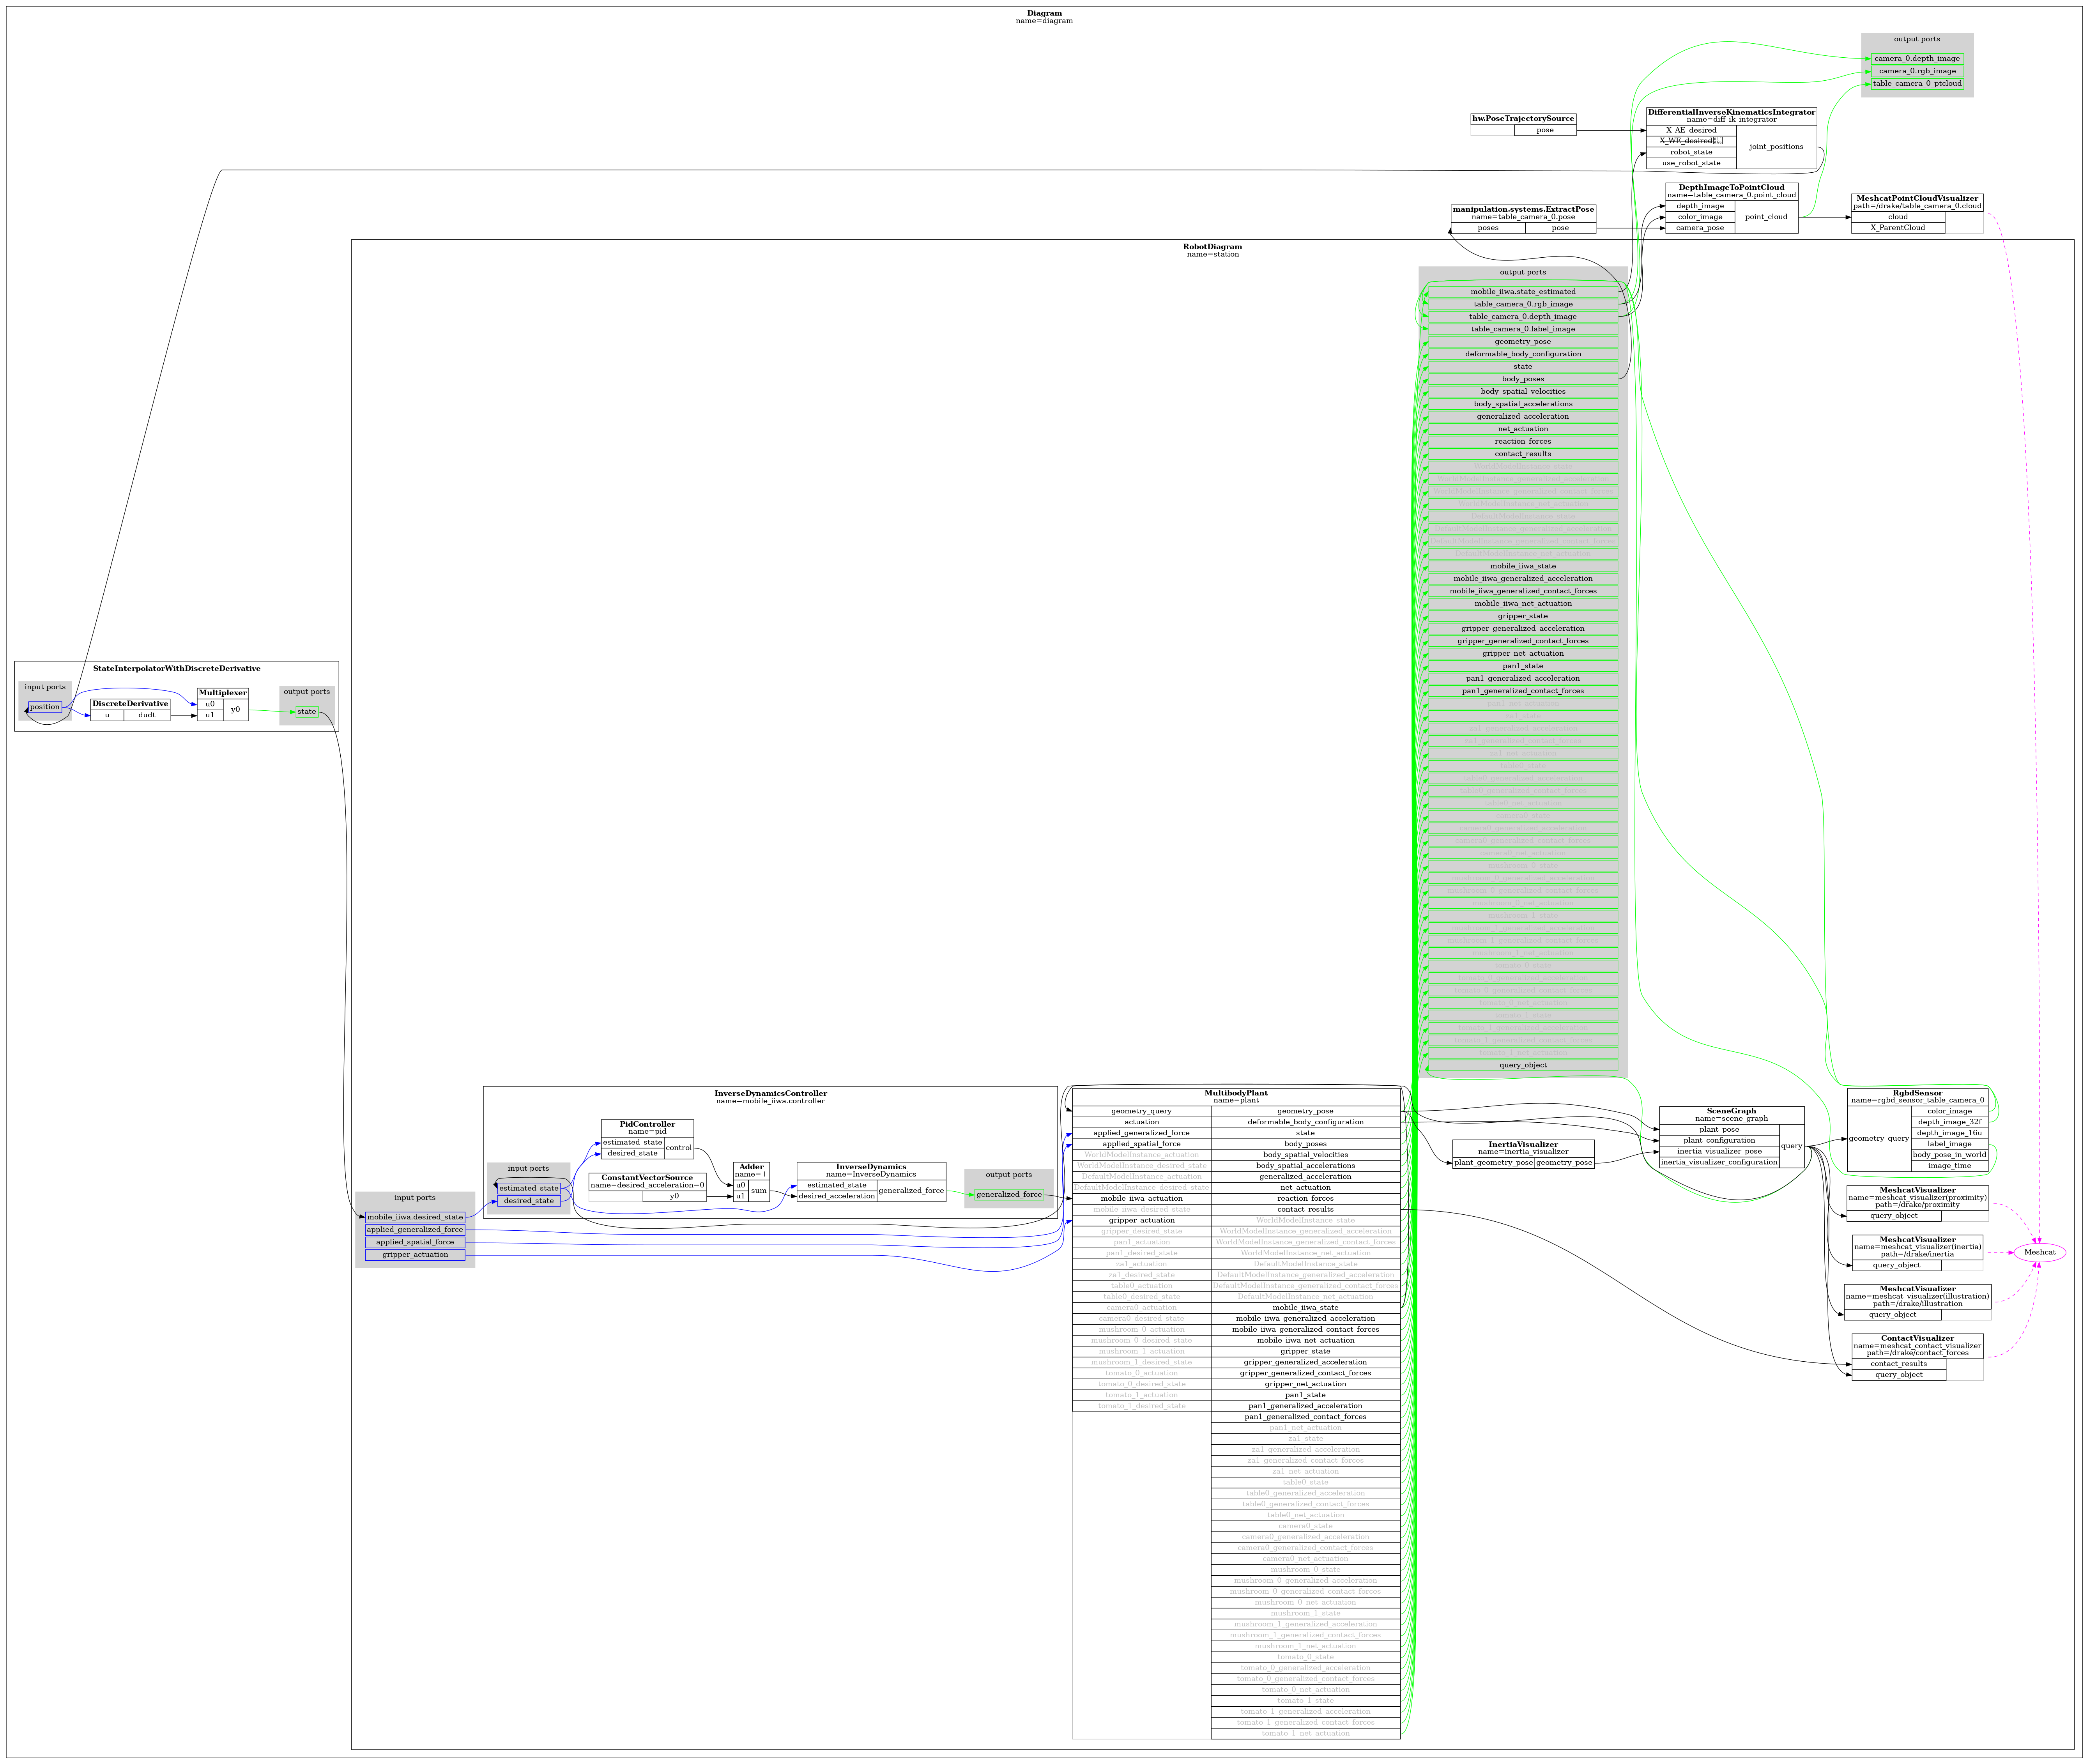 Diagram
name=diagram
output ports
camera_0.depth_image
camera_0.rgb_image
table_camera_0_ptcloud
hw.PoseTrajectorySource
pose
DifferentialInverseKinematicsIntegrator
name=diff_ik_integrator
X_AE_desired
X_WE_desired
robot_state
use_robot_state
joint_positions
manipulation.systems.ExtractPose
name=table_camera_0.pose
poses
pose
DepthImageToPointCloud
name=table_camera_0.point_cloud
depth_image
color_image
camera_pose
point_cloud
MeshcatPointCloudVisualizer
path=/drake/table_camera_0.cloud
cloud
X_ParentCloud
RobotDiagram
name=station
output ports
mobile_iiwa.state_estimated
table_camera_0.rgb_image
table_camera_0.depth_image
table_camera_0.label_image
geometry_pose
deformable_body_configuration
state
body_poses
body_spatial_velocities
body_spatial_accelerations
generalized_acceleration
net_actuation
reaction_forces
contact_results
WorldModelInstance_state
WorldModelInstance_generalized_acceleration
WorldModelInstance_generalized_contact_forces
WorldModelInstance_net_actuation
DefaultModelInstance_state
DefaultModelInstance_generalized_acceleration
DefaultModelInstance_generalized_contact_forces
DefaultModelInstance_net_actuation
mobile_iiwa_state
mobile_iiwa_generalized_acceleration
mobile_iiwa_generalized_contact_forces
mobile_iiwa_net_actuation
gripper_state
gripper_generalized_acceleration
gripper_generalized_contact_forces
gripper_net_actuation
pan1_state
pan1_generalized_acceleration
pan1_generalized_contact_forces
pan1_net_actuation
za1_state
za1_generalized_acceleration
za1_generalized_contact_forces
za1_net_actuation
table0_state
table0_generalized_acceleration
table0_generalized_contact_forces
table0_net_actuation
camera0_state
camera0_generalized_acceleration
camera0_generalized_contact_forces
camera0_net_actuation
mushroom_0_state
mushroom_0_generalized_acceleration
mushroom_0_generalized_contact_forces
mushroom_0_net_actuation
mushroom_1_state
mushroom_1_generalized_acceleration
mushroom_1_generalized_contact_forces
mushroom_1_net_actuation
tomato_0_state
tomato_0_generalized_acceleration
tomato_0_generalized_contact_forces
tomato_0_net_actuation
tomato_1_state
tomato_1_generalized_acceleration
tomato_1_generalized_contact_forces
tomato_1_net_actuation
query_object
StateInterpolatorWithDiscreteDerivative
input ports
position
DiscreteDerivative
u
dudt
Multiplexer
u0
u1
y0
output ports
state
input ports
mobile_iiwa.desired_state
applied_generalized_force
applied_spatial_force
gripper_actuation
InverseDynamicsController
name=mobile_iiwa.controller
input ports
estimated_state
desired_state
PidController
name=pid
estimated_state
desired_state
control
ConstantVectorSource
name=desired_acceleration=0
y0
Adder
name=+
u0
u1
sum
InverseDynamics
name=InverseDynamics
estimated_state
desired_acceleration
generalized_force
output ports
generalized_force
MultibodyPlant
name=plant
geometry_query
actuation
applied_generalized_force
applied_spatial_force
WorldModelInstance_actuation
WorldModelInstance_desired_state
DefaultModelInstance_actuation
DefaultModelInstance_desired_state
mobile_iiwa_actuation
mobile_iiwa_desired_state
gripper_actuation
gripper_desired_state
pan1_actuation
pan1_desired_state
za1_actuation
za1_desired_state
table0_actuation
table0_desired_state
camera0_actuation
camera0_desired_state
mushroom_0_actuation
mushroom_0_desired_state
mushroom_1_actuation
mushroom_1_desired_state
tomato_0_actuation
tomato_0_desired_state
tomato_1_actuation
tomato_1_desired_state
geometry_pose
deformable_body_configuration
state
body_poses
body_spatial_velocities
body_spatial_accelerations
generalized_acceleration
net_actuation
reaction_forces
contact_results
WorldModelInstance_state
WorldModelInstance_generalized_acceleration
WorldModelInstance_generalized_contact_forces
WorldModelInstance_net_actuation
DefaultModelInstance_state
DefaultModelInstance_generalized_acceleration
DefaultModelInstance_generalized_contact_forces
DefaultModelInstance_net_actuation
mobile_iiwa_state
mobile_iiwa_generalized_acceleration
mobile_iiwa_generalized_contact_forces
mobile_iiwa_net_actuation
gripper_state
gripper_generalized_acceleration
gripper_generalized_contact_forces
gripper_net_actuation
pan1_state
pan1_generalized_acceleration
pan1_generalized_contact_forces
pan1_net_actuation
za1_state
za1_generalized_acceleration
za1_generalized_contact_forces
za1_net_actuation
table0_state
table0_generalized_acceleration
table0_generalized_contact_forces
table0_net_actuation
camera0_state
camera0_generalized_acceleration
camera0_generalized_contact_forces
camera0_net_actuation
mushroom_0_state
mushroom_0_generalized_acceleration
mushroom_0_generalized_contact_forces
mushroom_0_net_actuation
mushroom_1_state
mushroom_1_generalized_acceleration
mushroom_1_generalized_contact_forces
mushroom_1_net_actuation
tomato_0_state
tomato_0_generalized_acceleration
tomato_0_generalized_contact_forces
tomato_0_net_actuation
tomato_1_state
tomato_1_generalized_acceleration
tomato_1_generalized_contact_forces
tomato_1_net_actuation
InertiaVisualizer
name=inertia_visualizer
plant_geometry_pose
geometry_pose
SceneGraph
name=scene_graph
plant_pose
plant_configuration
inertia_visualizer_pose
inertia_visualizer_configuration
query
RgbdSensor
name=rgbd_sensor_table_camera_0
geometry_query
color_image
depth_image_32f
depth_image_16u
label_image
body_pose_in_world
image_time
MeshcatVisualizer
name=meshcat_visualizer(proximity)
path=/drake/proximity
query_object
MeshcatVisualizer
name=meshcat_visualizer(inertia)
path=/drake/inertia
query_object
MeshcatVisualizer
name=meshcat_visualizer(illustration)
path=/drake/illustration
query_object
ContactVisualizer
name=meshcat_contact_visualizer
path=/drake/contact_forces
contact_results
query_object
Meshcat